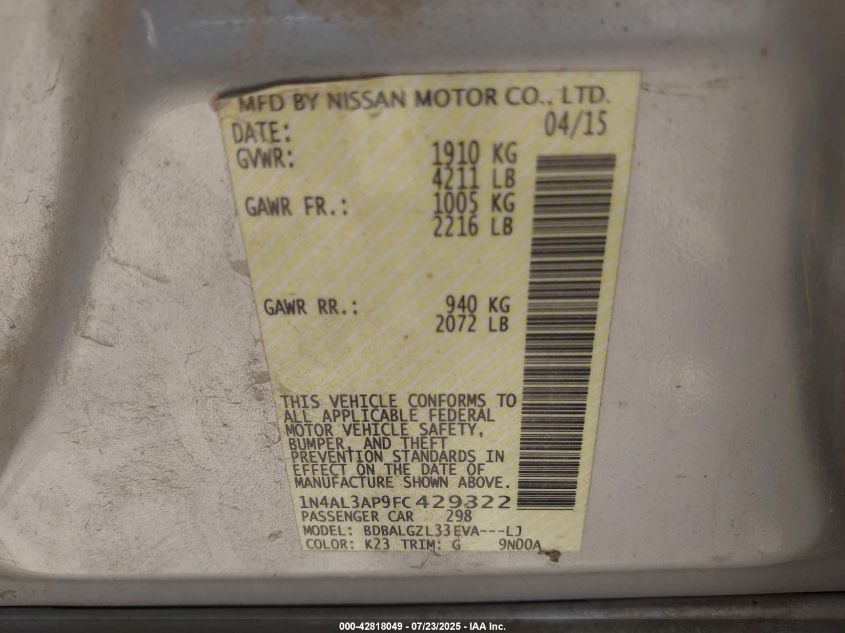 MFD BY NISSAN MOTOR CO., LTD.
DATE: 04/15
GVWR: 1910 KG
4211 LB
GAWR FR.: 1005 KG
2216 LB
GAWR RR.: 940 KG
2072 LB
THIS VEHICLE CONFORMS TO
ALL APPLICABLE FEDERAL
MOTOR VEHICLE SAFETY,
BUMPER, AND THEFT
PREVENTION STANDARDS IN
EFFECT ON THE DATE OF
MANUFACTURE SHOWN ABOVE.
1N4AL3AP9FC429322
PASSENGER CAR 298
MODEL: BDBALGZL33EVA---LJ
COLOR: K23 TRIM: G 9N00A
000-42818049 - 07/23/2025 - IAA Inc.